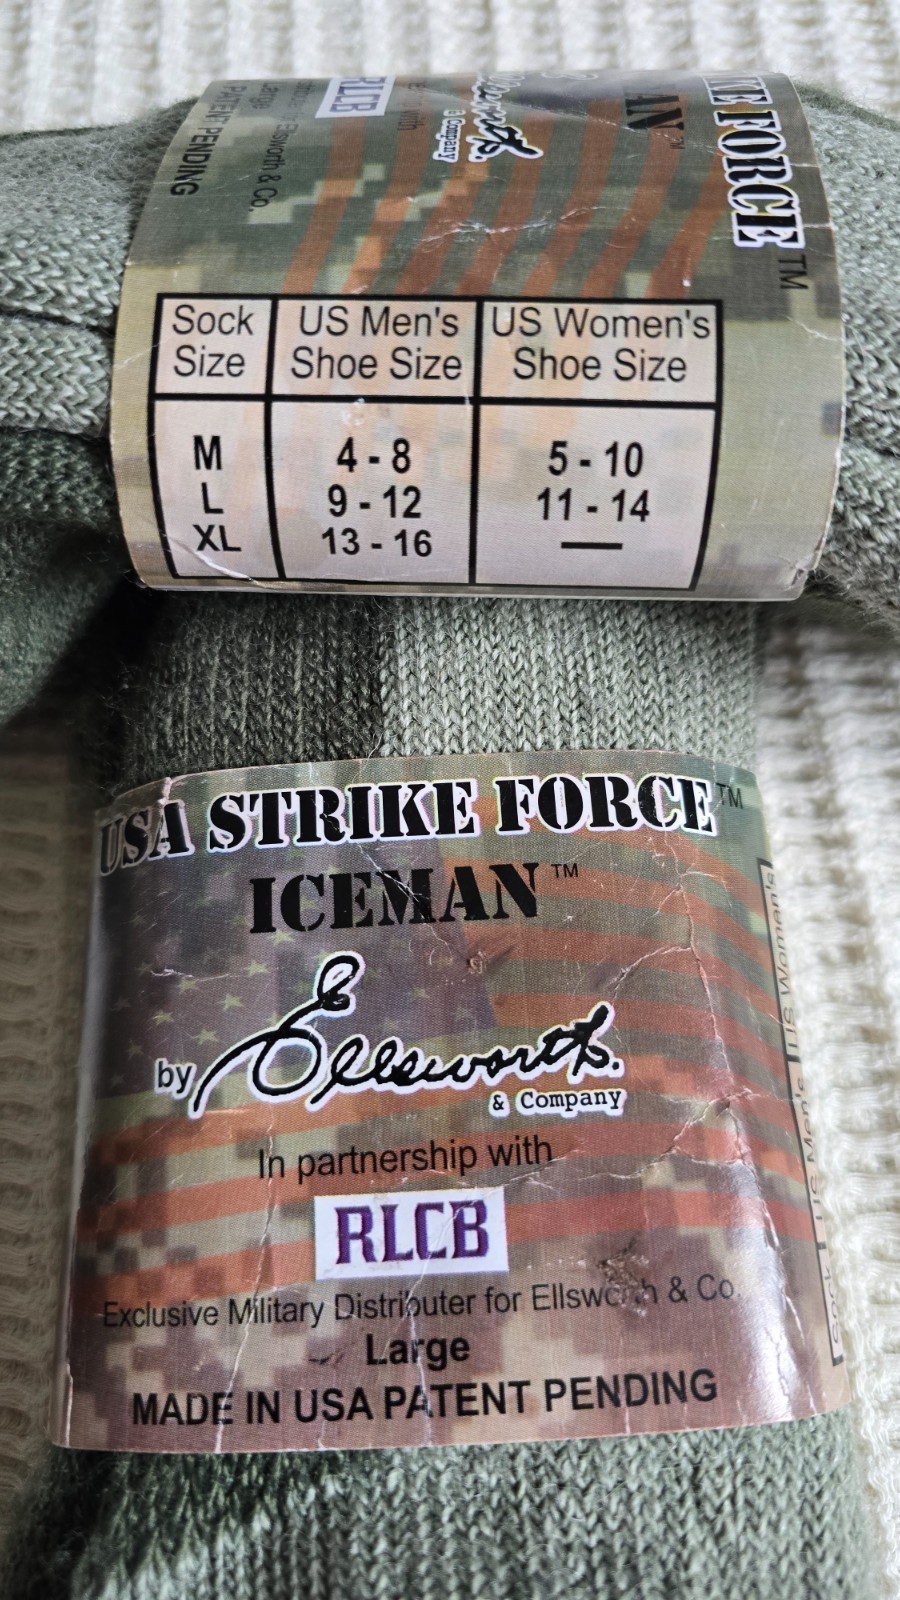 RLCB
Large
Ellsworth & Co.
PATENT PENDING
with
Ellsworth.
& Company
™
FORCE™
Sock Size US Men's Shoe Size US Women's Shoe Size
M 4 - 8 5 - 10
L 9 - 12 11 - 14
XL 13 - 16 —
USA STRIKE FORCE™
ICEMAN™
by Ellsworth.
& Company
In partnership with
RLCB
Exclusive Military Distributer for Ellsworth & Co.
Large
MADE IN USA PATENT PENDING
Sock US Men's US Women's